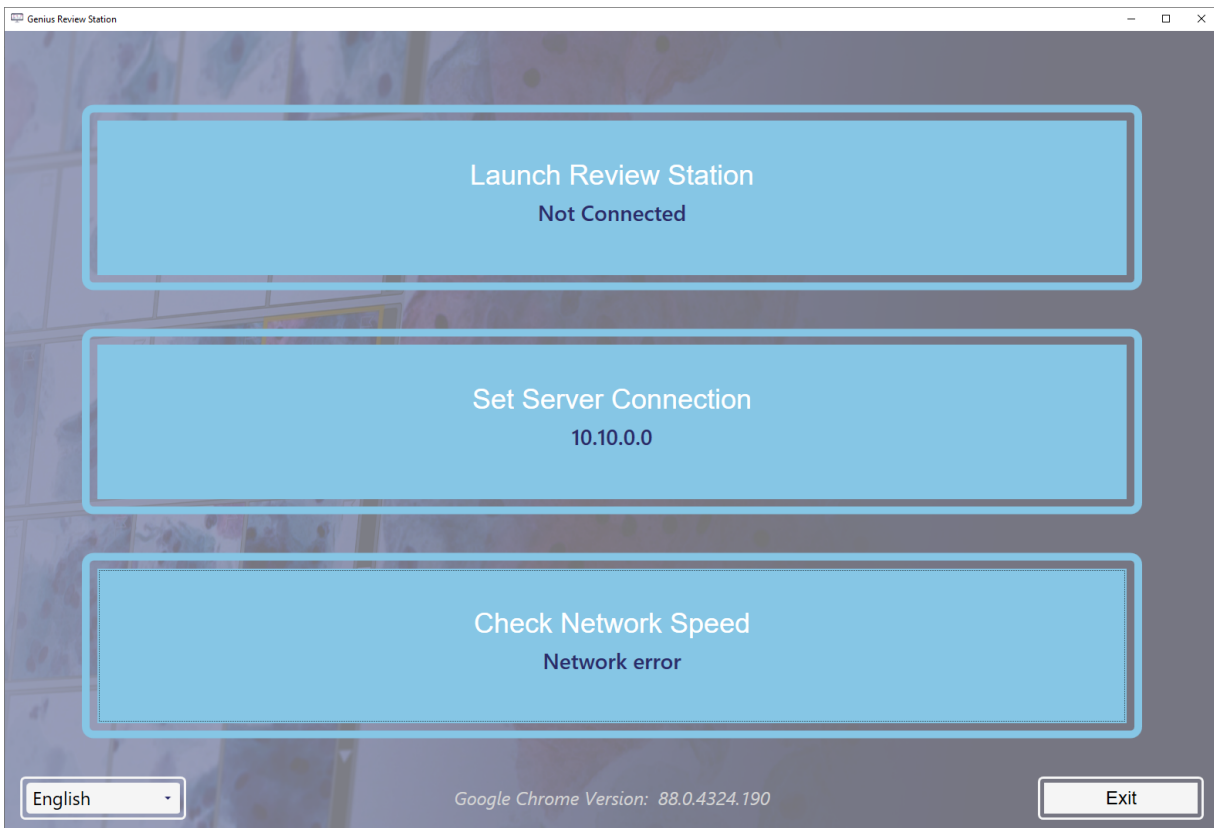 Genius Review Station
Launch Review Station
Not Connected
Set Server Connection
10.10.0.0
Check Network Speed
Network error
English
Google Chrome Version: 88.0.4324.190
Exit